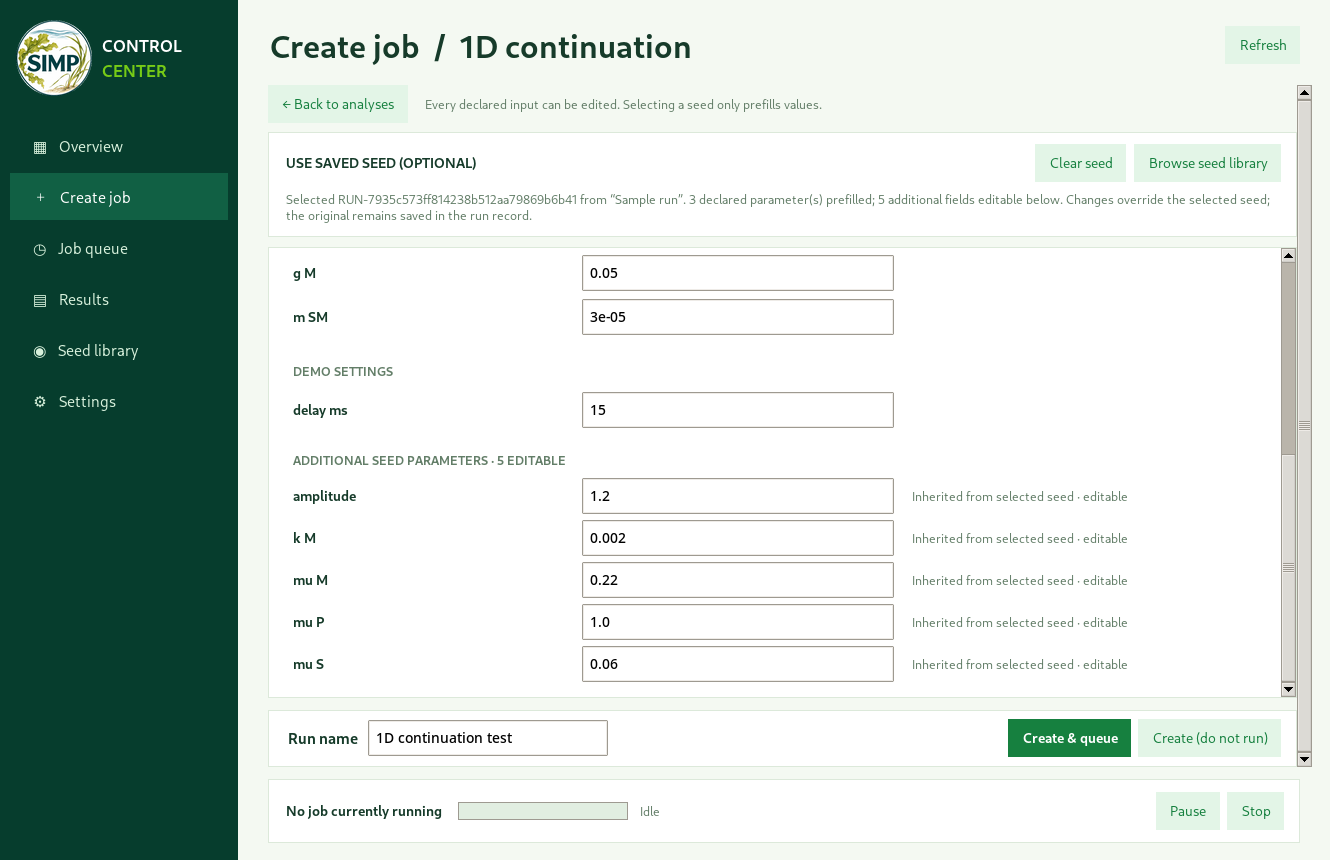 SIMP
CONTROL
CENTER
Overview
Create job
Job queue
Results
Seed library
Settings
Create job / 1D continuation
Refresh
← Back to analyses
Every declared input can be edited. Selecting a seed only prefills values.
USE SAVED SEED (OPTIONAL)
Clear seed
Browse seed library
Selected RUN-7935c573ff814238b512aa79869b6b41 from “Sample run”. 3 declared parameter(s) prefilled; 5 additional fields editable below. Changes override the selected seed;
the original remains saved in the run record.
g M
0.05
m SM
3e-05
DEMO SETTINGS
delay ms
15
ADDITIONAL SEED PARAMETERS · 5 EDITABLE
amplitude
1.2
Inherited from selected seed · editable
k M
0.002
Inherited from selected seed · editable
mu M
0.22
Inherited from selected seed · editable
mu P
1.0
Inherited from selected seed · editable
mu S
0.06
Inherited from selected seed · editable
Run name
1D continuation test
Create & queue
Create (do not run)
No job currently running
Idle
Pause
Stop